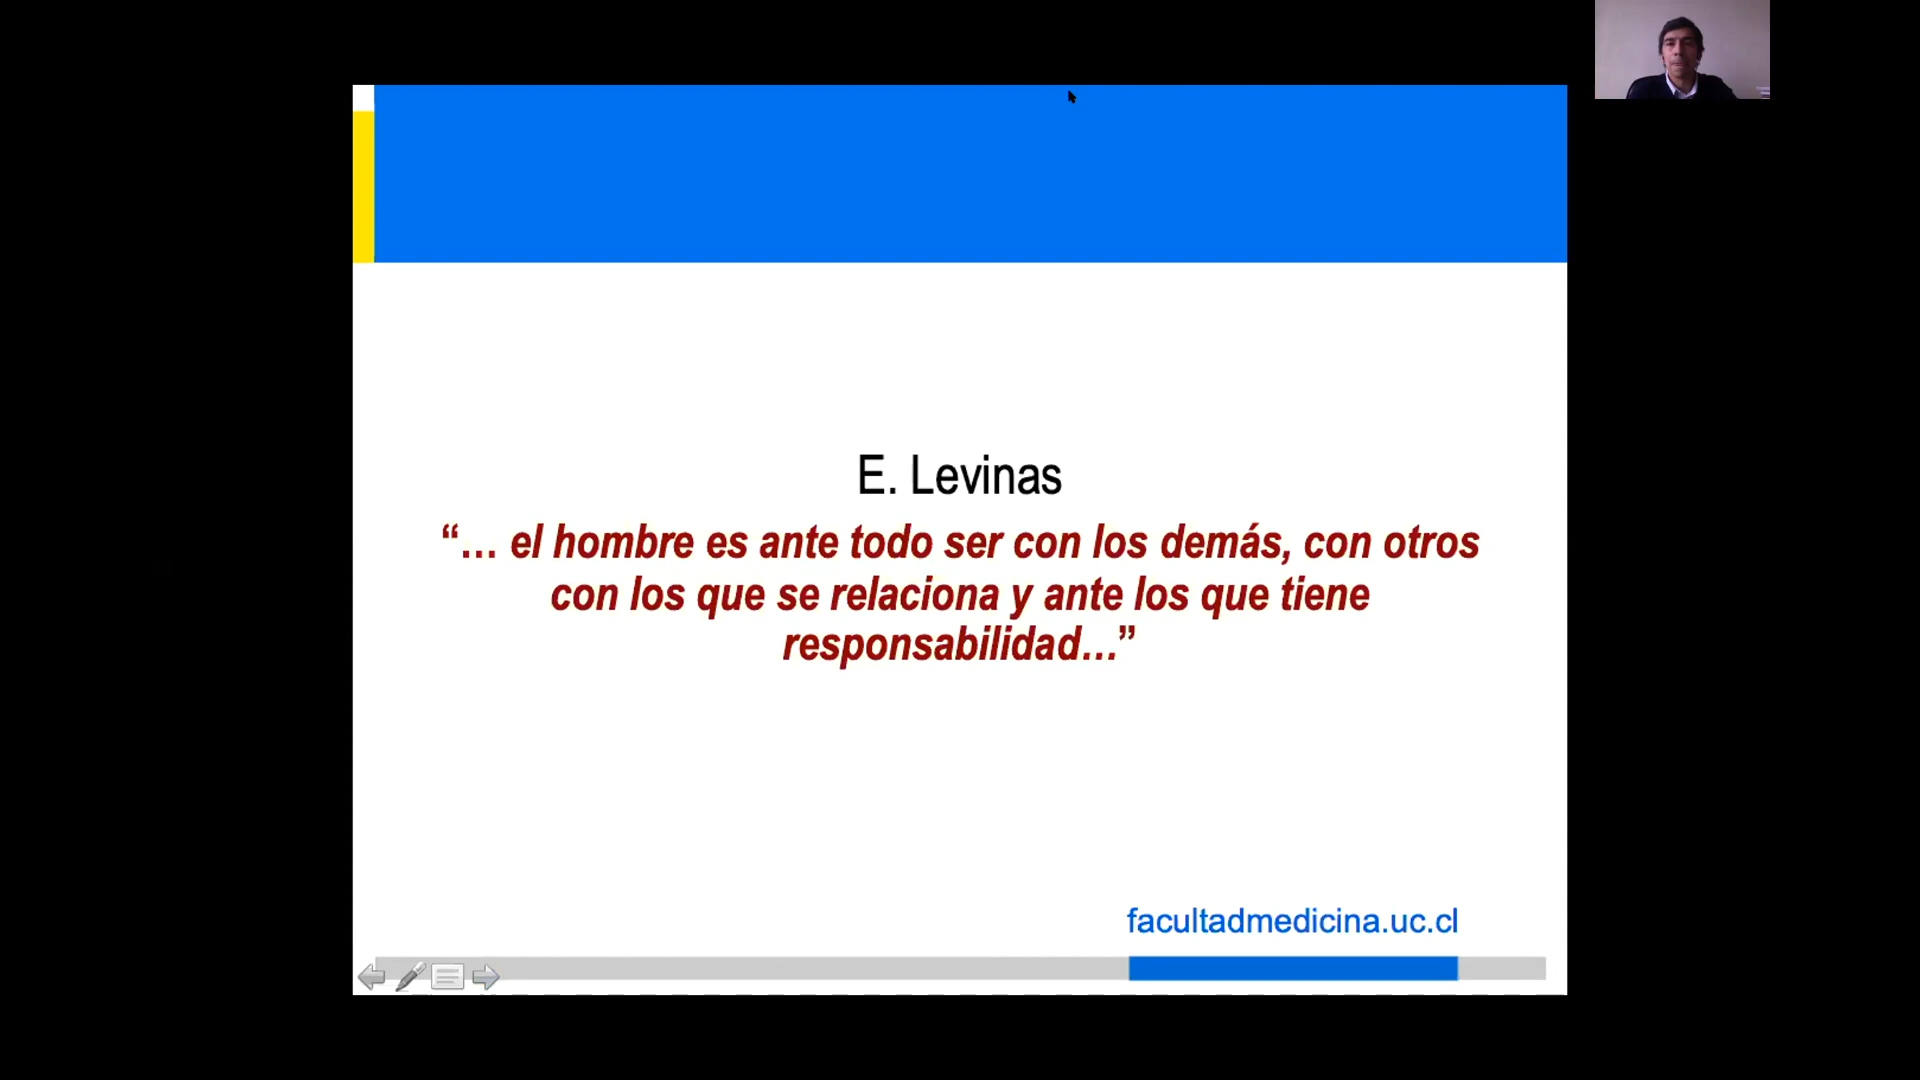 E. Levinas
“… el hombre es ante todo ser con los demás, con otros
con los que se relaciona y ante los que tiene
responsabilidad…”
facultadmedicina.uc.cl